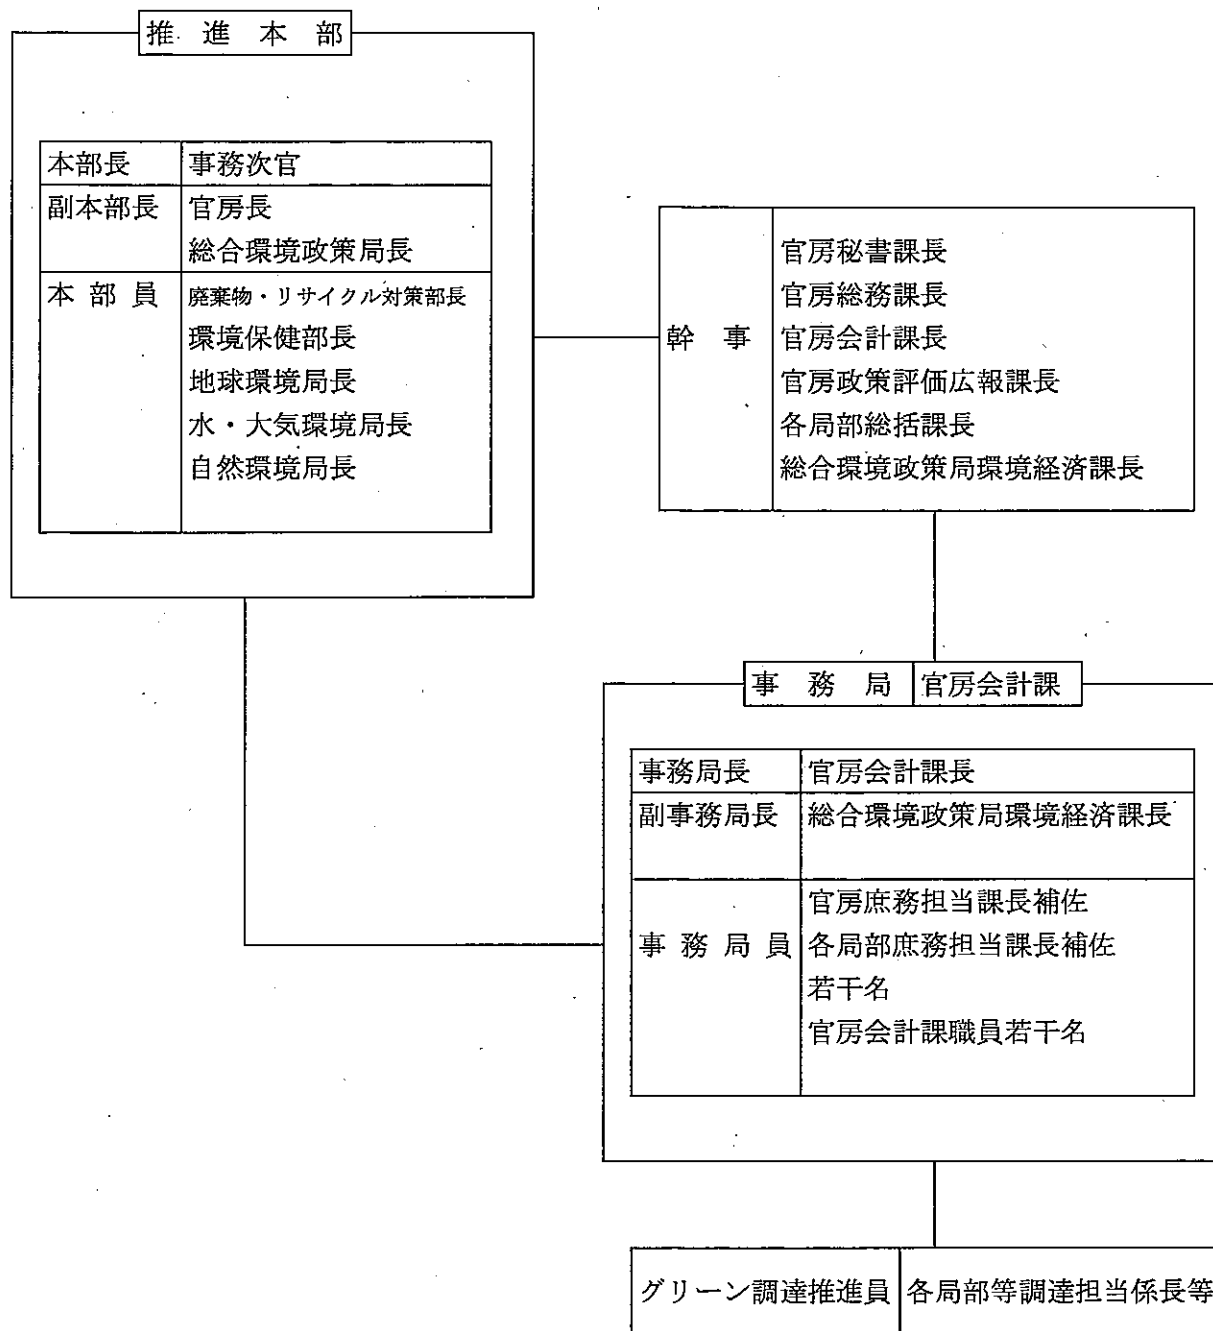 推進本部
本部長 事務次官
副本部長 官房長
総合環境政策局長
本部員 廃棄物・リサイクル対策部長
環境保健部長
地球環境局長
水・大気環境局長
自然環境局長
官房秘書課長
官房総務課長
幹事 官房会計課長
官房政策評価広報課長
各局部総括課長
総合環境政策局環境経済課長
事務局 官房会計課
事務局長 官房会計課長
副事務局長 総合環境政策局環境経済課長
官房庶務担当課長補佐
事務局員 各局部庶務担当課長補佐
若干名
官房会計課職員若干名
グリーン調達推進員 各局部等調達担当係長等